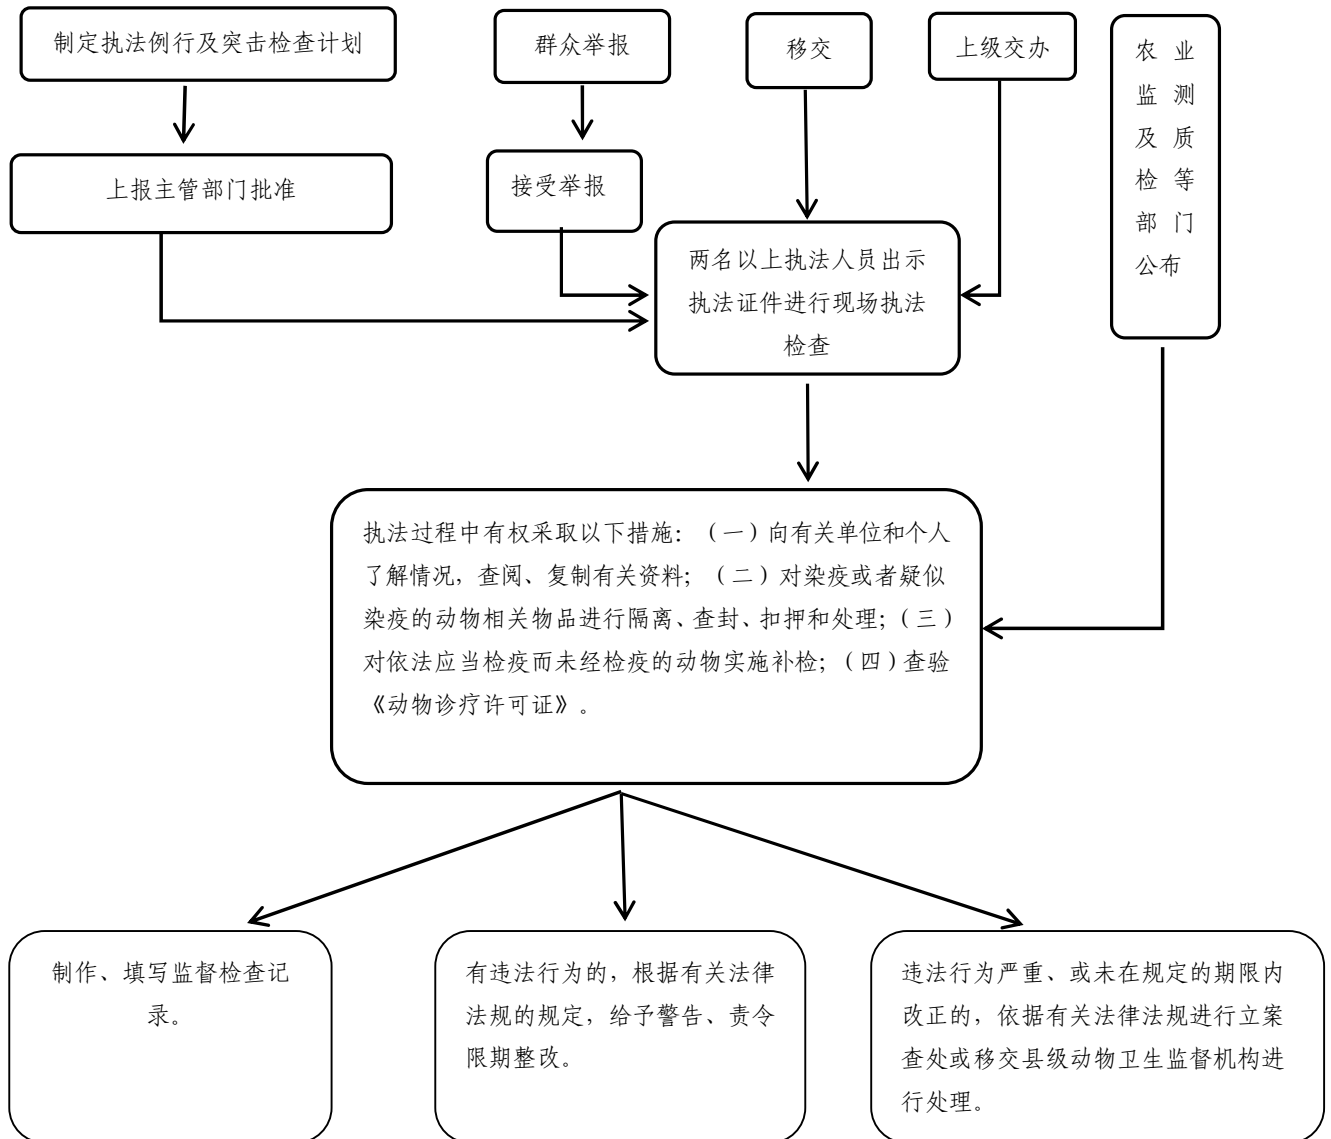 制定执法例行及突击检查计划
群众举报
移交
上级交办
农业
监测
及质
检等
部门
公布
上报主管部门批准
接受举报
两名以上执法人员出示
执法证件进行现场执法
检查
执法过程中有权采取以下措施：（一）向有关单位和个人
了解情况，查阅、复制有关资料；（二）对染疫或者疑似
染疫的动物相关物品进行隔离、查封、扣押和处理；（三）
对依法应当检疫而未经检疫的动物实施补检；（四）查验
《动物诊疗许可证》。
制作、填写监督检查记
录。
有违法行为的，根据有关法律
法规的规定，给予警告、责令
限期整改。
违法行为严重、或未在规定的期限内
改正的，依据有关法律法规进行立案
查处或移交县级动物卫生监督机构进
行处理。